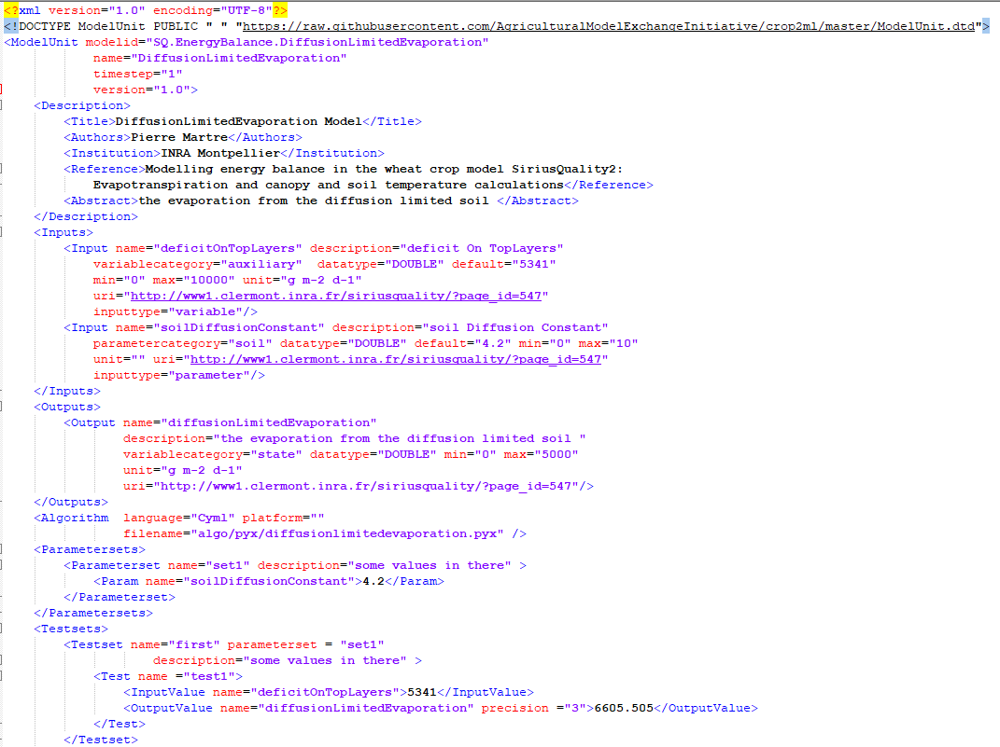 <?xml version="1.0" encoding="UTF-8"?>
<!DOCTYPE ModelUnit PUBLIC " " "https://raw.githubusercontent.com/AgriculturalModelExchangeInitiative/crop2ml/master/ModelUnit.dtd">
<ModelUnit modelid="SQ.EnergyBalance.DiffusionLimitedEvaporation"
name="DiffusionLimitedEvaporation"
timestep="1"
version="1.0">
<Description>
<Title>DiffusionLimitedEvaporation Model</Title>
<Authors>Pierre Martre</Authors>
<Institution>INRA Montpellier</Institution>
<Reference>Modelling energy balance in the wheat crop model SiriusQuality2:
Evapotranspiration and canopy and soil temperature calculations</Reference>
<Abstract>the evaporation from the diffusion limited soil </Abstract>
</Description>
<Inputs>
<Input name="deficitOnTopLayers" description="deficit On TopLayers"
variablecategory="auxiliary"  datatype="DOUBLE" default="5341"
min="0" max="10000" unit="g m-2 d-1"
uri="http://www1.clermont.inra.fr/siriusquality/?page_id=547"
inputtype="variable"/>
<Input name="soilDiffusionConstant" description="soil Diffusion Constant"
parametercategory="soil" datatype="DOUBLE" default="4.2" min="0" max="10"
unit="" uri="http://www1.clermont.inra.fr/siriusquality/?page_id=547"
inputtype="parameter"/>
</Inputs>
<Outputs>
<Output name="diffusionLimitedEvaporation"
description="the evaporation from the diffusion limited soil "
variablecategory="state" datatype="DOUBLE" min="0" max="5000"
unit="g m-2 d-1"
uri="http://www1.clermont.inra.fr/siriusquality/?page_id=547"/>
</Outputs>
<Algorithm  language="Cyml" platform=""
filename="algo/pyx/diffusionlimitedevaporation.pyx" />
<Parametersets>
<Parameterset name="set1" description="some values in there" >
<Param name="soilDiffusionConstant">4.2</Param>
</Parameterset>
</Parametersets>
<Testsets>
<Testset name="first" parameterset = "set1"
description="some values in there" >
<Test name ="test1">
<InputValue name="deficitOnTopLayers">5341</InputValue>
<OutputValue name="diffusionLimitedEvaporation" precision ="3">6605.505</OutputValue>
</Test>
</Testset>